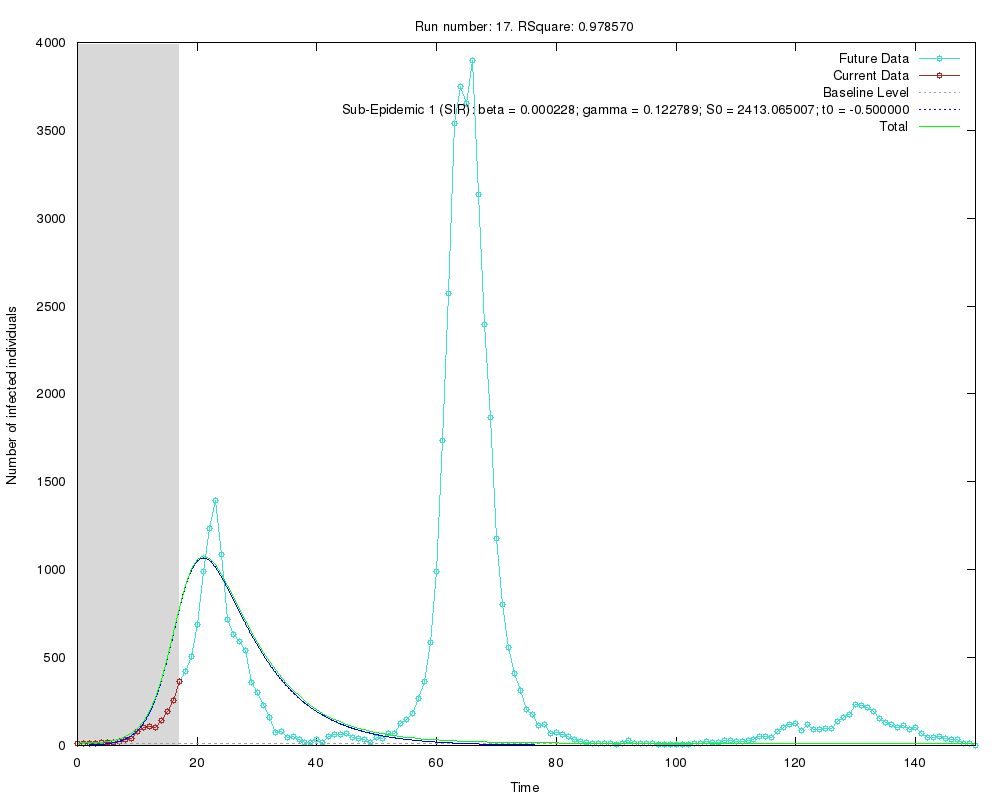 Run number: 17. RSquare: 0.978570
4000
3500
3000
2500
2000
1500
1000
500
0
Number of infected individuals
Future Data
Current Data
Baseline Level
Sub-Epidemic 1 (SIR): beta = 0.000228; gamma = 0.122789; S0 = 2413.065007; t0 = -0.500000
Total
0 20 40 60 80 100 120 140
Time